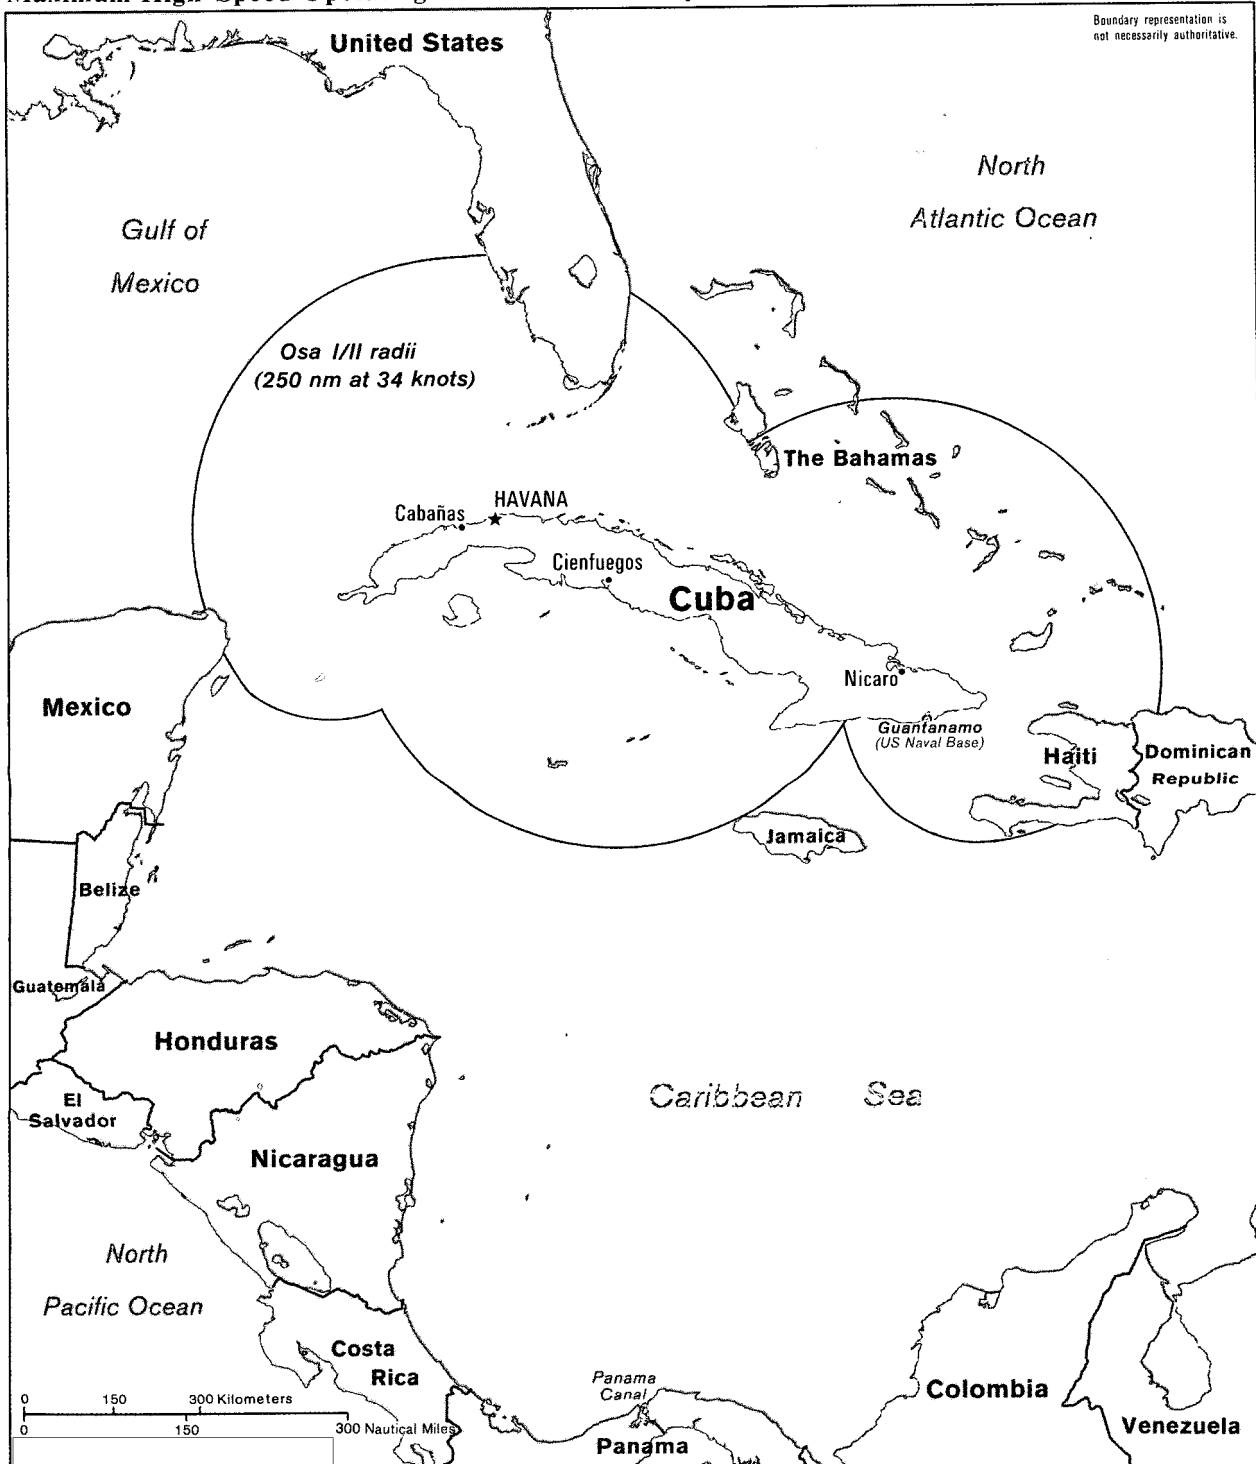 Boundary representation is
not necessarily authoritative.
United States
North
Atlantic Ocean
Gulf of
Mexico
Osa I/II radii
(250 nm at 34 knots)
The Bahamas
HAVANA
Cabañas
Cienfuegos
Cuba
Nicaro
Mexico
Guantanamo
(US Naval Base)
Haiti
Dominican
Republic
Jamaica
Belize
Guatemala
Honduras
El
Salvador
Caribbean Sea
Nicaragua
North
Pacific Ocean
Costa
Rica
Panama
Canal
Colombia
Venezuela
Panama
0 150 300 Kilometers
0 150 300 Nautical Miles